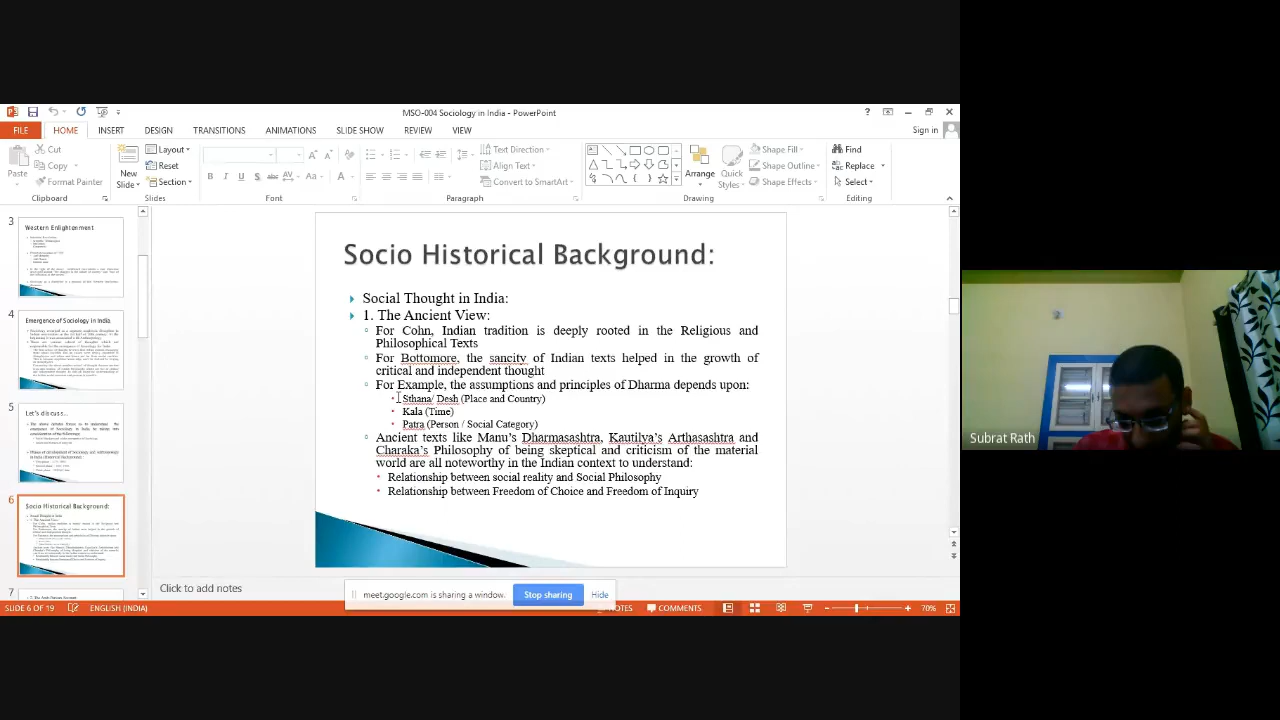 MSO-004 Sociology in India - PowerPoint
Sign in
FILE HOME INSERT DESIGN TRANSITIONS ANIMATIONS SLIDE SHOW REVIEW VIEW
Paste
Cut
Copy
Format Painter
Clipboard
New Slide
Layout
Reset
Section
Slides
Font
Text Direction
Align Text
Convert to SmartArt
Paragraph
Arrange
Quick Styles
Shape Fill
Shape Outline
Shape Effects
Drawing
Find
Replace
Select
Editing
3
Western Enlightenment
4
Emergence of Sociology in India
5
Let's discuss...
6
Socio Historical Background:
7
Socio Historical Background:
Social Thought in India:
1. The Ancient View:
For Cohn, Indian tradition is deeply rooted in the Religious and
Philosophical Texts
For Bottomore, tenacity of Indian texts helped in the growth of
critical and independent thought
For Example, the assumptions and principles of Dharma depends upon:
Sthana/ Desh (Place and Country)
Kala (Time)
Patra (Person / Social Category)
Ancient texts like Manu's Dharmasashtra, Kautilya's Arthasashtra and
Charaka's Philosophy of being skeptical and criticism of the material
world are all noteworthy in the Indian context to understand:
Relationship between social reality and Social Philosophy
Relationship between Freedom of Choice and Freedom of Inquiry
Click to add notes
meet.google.com is sharing a window.
Stop sharing
Hide
SLIDE 6 OF 19
ENGLISH (INDIA)
NOTES
COMMENTS
70%
Subrat Rath